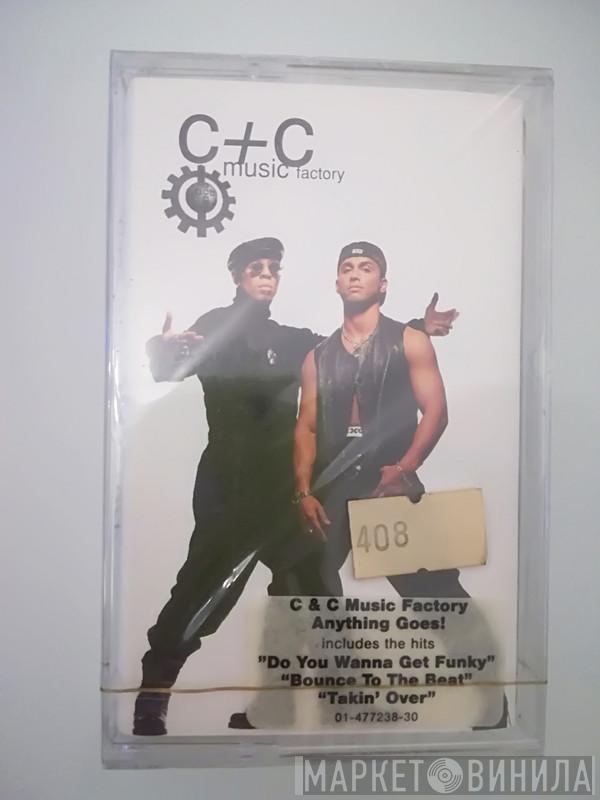 C+C
music factory
408
C & C Music Factory
Anything Goes!
includes the hits
"Do You Wanna Get Funky"
"Bounce To The Beat"
"Takin' Over"
01-477238-30
МАРКЕТ ВИНИЛА